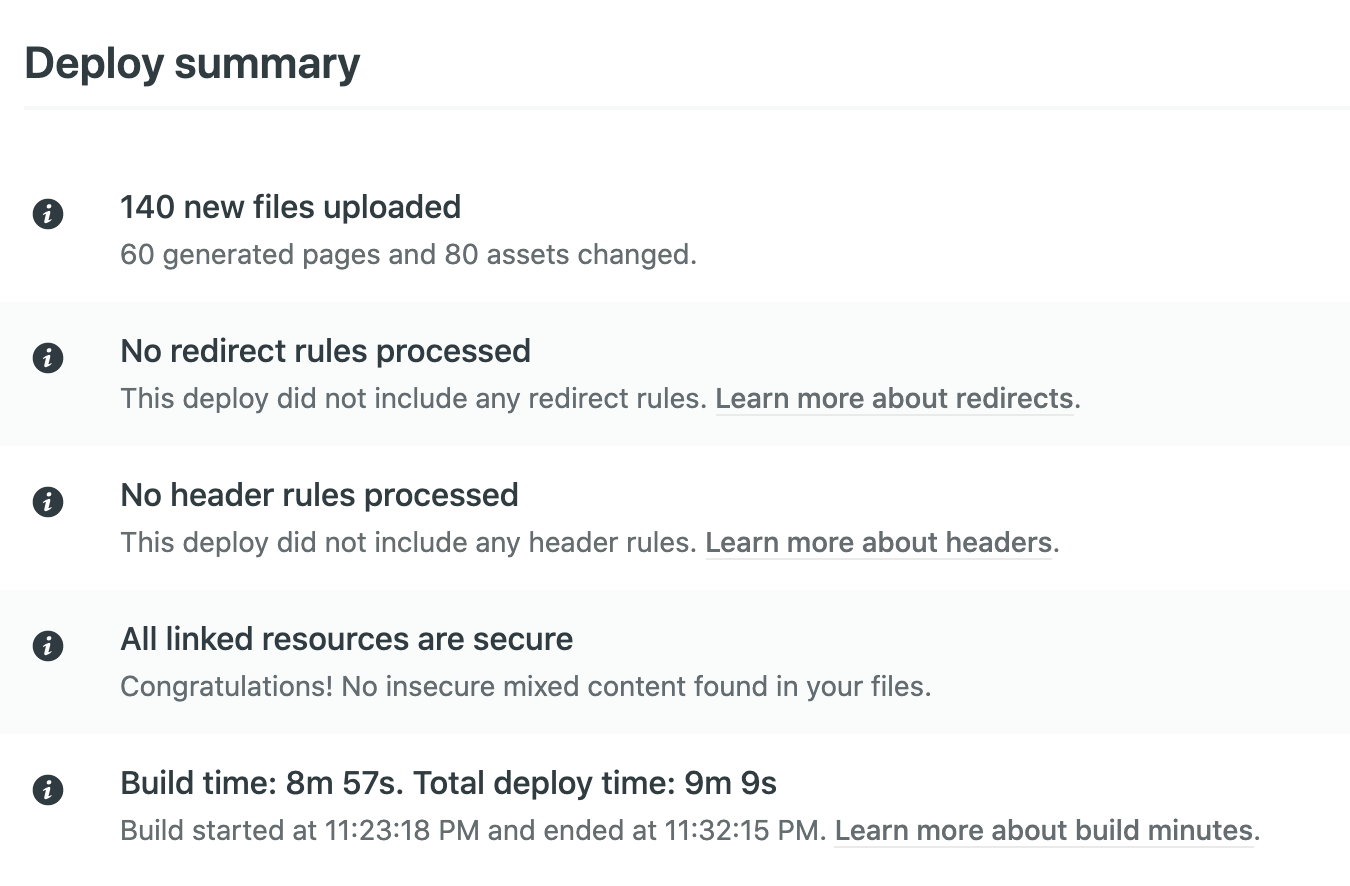 Deploy summary
140 new files uploaded
60 generated pages and 80 assets changed.
No redirect rules processed
This deploy did not include any redirect rules. Learn more about redirects.
No header rules processed
This deploy did not include any header rules. Learn more about headers.
All linked resources are secure
Congratulations! No insecure mixed content found in your files.
Build time: 8m 57s. Total deploy time: 9m 9s
Build started at 11:23:18 PM and ended at 11:32:15 PM. Learn more about build minutes.